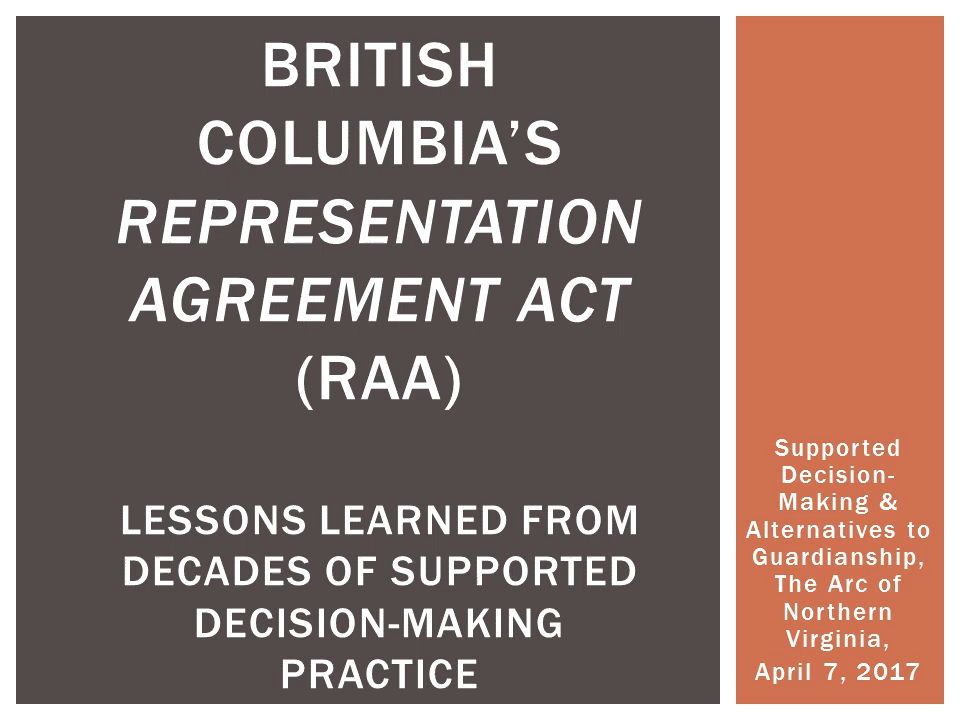 BRITISH
COLUMBIA’S
REPRESENTATION
AGREEMENT ACT
(RAA)
LESSONS LEARNED FROM
DECADES OF SUPPORTED
DECISION-MAKING
PRACTICE
Supported
Decision-
Making &
Alternatives to
Guardianship,
The Arc of
Northern
Virginia,
April 7, 2017